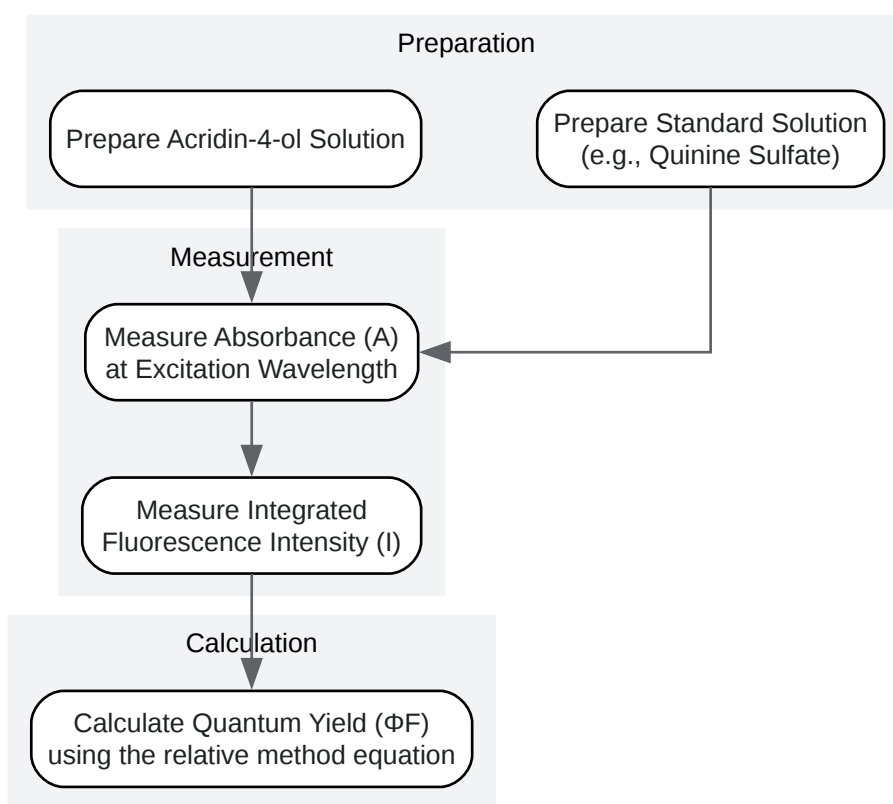 Preparation
Prepare Acridin-4-ol Solution
Prepare Standard Solution
(e.g., Quinine Sulfate)
Measurement
Measure Absorbance (A)
at Excitation Wavelength
Measure Integrated
Fluorescence Intensity (I)
Calculation
Calculate Quantum Yield (ΦF)
using the relative method equation